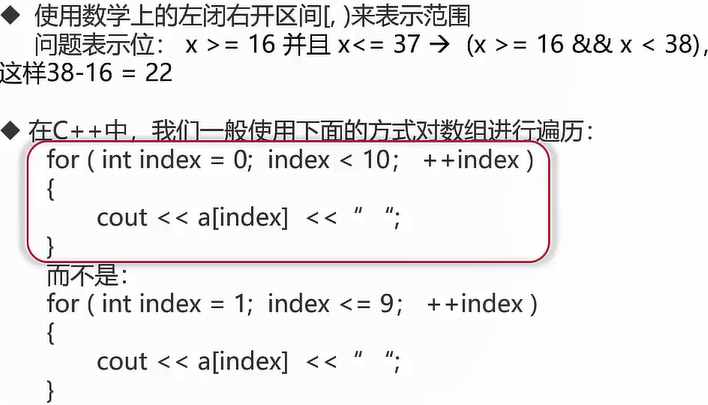 ◆ 使用数学上的左闭右开区间[, )来表示范围
问题表示位： x >= 16 并且 x<= 37 → (x >= 16 && x < 38)，
这样38-16 = 22
◆ 在C++中，我们一般使用下面的方式对数组进行遍历：
for ( int index = 0; index < 10; ++index )
{
cout << a[index] << “ “;
}
而不是：
for ( int index = 1; index <= 9; ++index )
{
cout << a[index] << “ “;
}